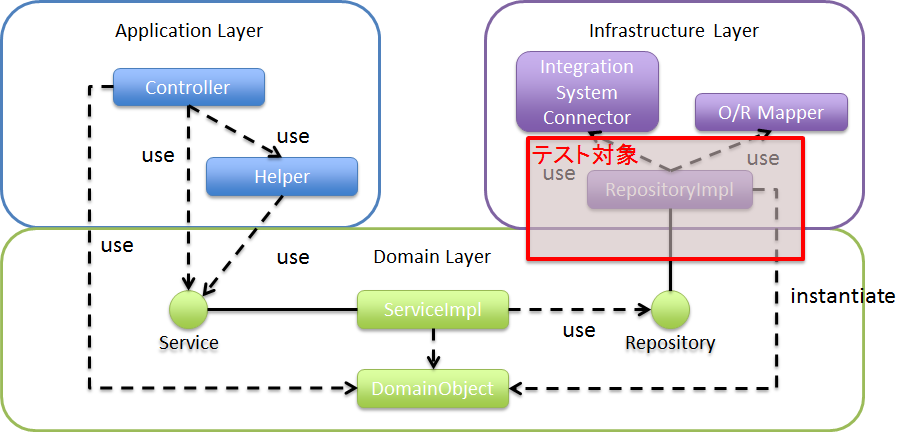 Application Layer
Infrastructure Layer
Controller
Integration
System
Connector
O/R Mapper
use
use
テスト対象
use
use
Helper
RepositoryImpl
use
use
Domain Layer
instantiate
ServiceImpl
use
Service
Repository
DomainObject